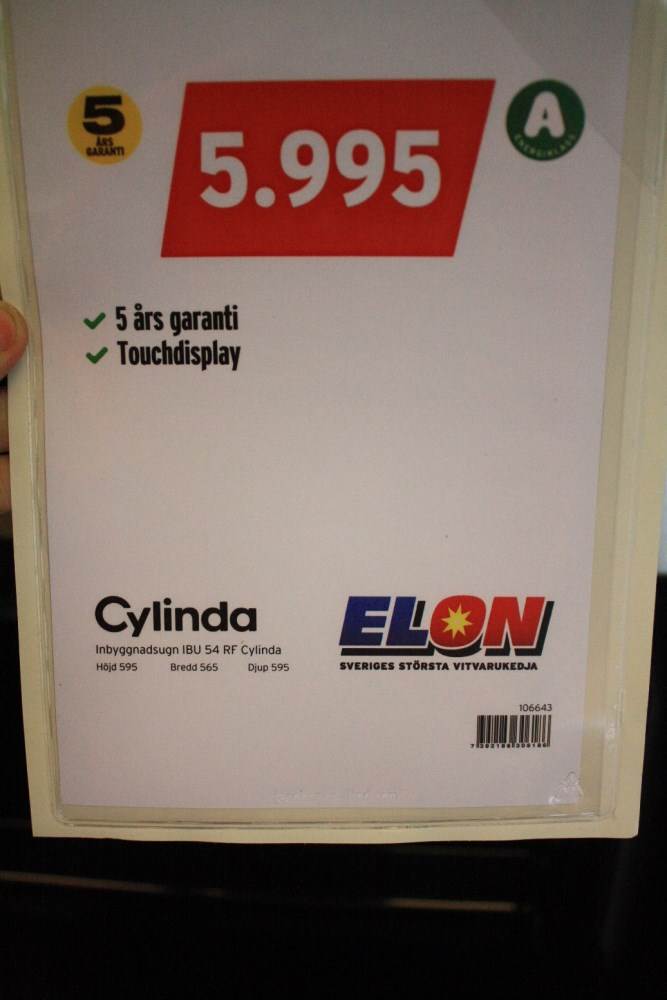 5
ÅRS
GARANTI
5.995
A
ENERGIKLASS
5 års garanti
Touchdisplay
Cylinda
Inbyggnadsugn IBU 54 RF Cylinda
Höjd 595 Bredd 565 Djup 595
ELON
SVERIGES STÖRSTA VITVARUKEDJA
106643